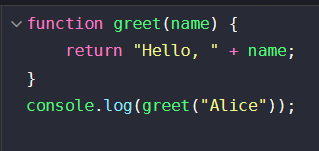 function greet(name) {
    return "Hello, " + name;
}
console.log(greet("Alice"));